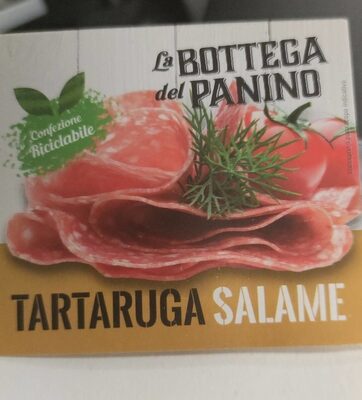 La BOTTEGA
del PANINO
Confezione
Riciclabile
TARTARUGA SALAME